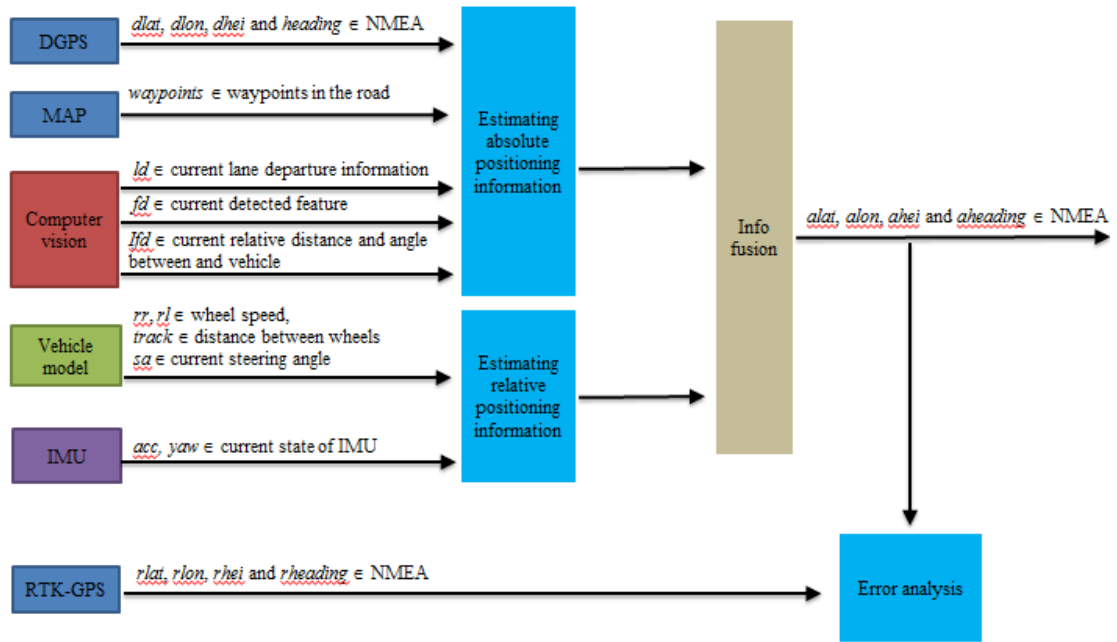 DGPS
dlat, dlon, dhei and heading ∈ NMEA
MAP
waypoints ∈ waypoints in the road
Computer
vision
ld ∈ current lane departure information
fd ∈ current detected feature
Ifd ∈ current relative distance and angle
between and vehicle
Estimating
absolute
positioning
information
Vehicle
model
rr, rl ∈ wheel speed,
track ∈ distance between wheels
sa ∈ current steering angle
IMU
acc, yaw ∈ current state of IMU
Estimating
relative
positioning
information
Info
fusion
alat, alon, ahei and aheading ∈ NMEA
RTK-GPS
rlat, rlon, rhei and rheading ∈ NMEA
Error analysis